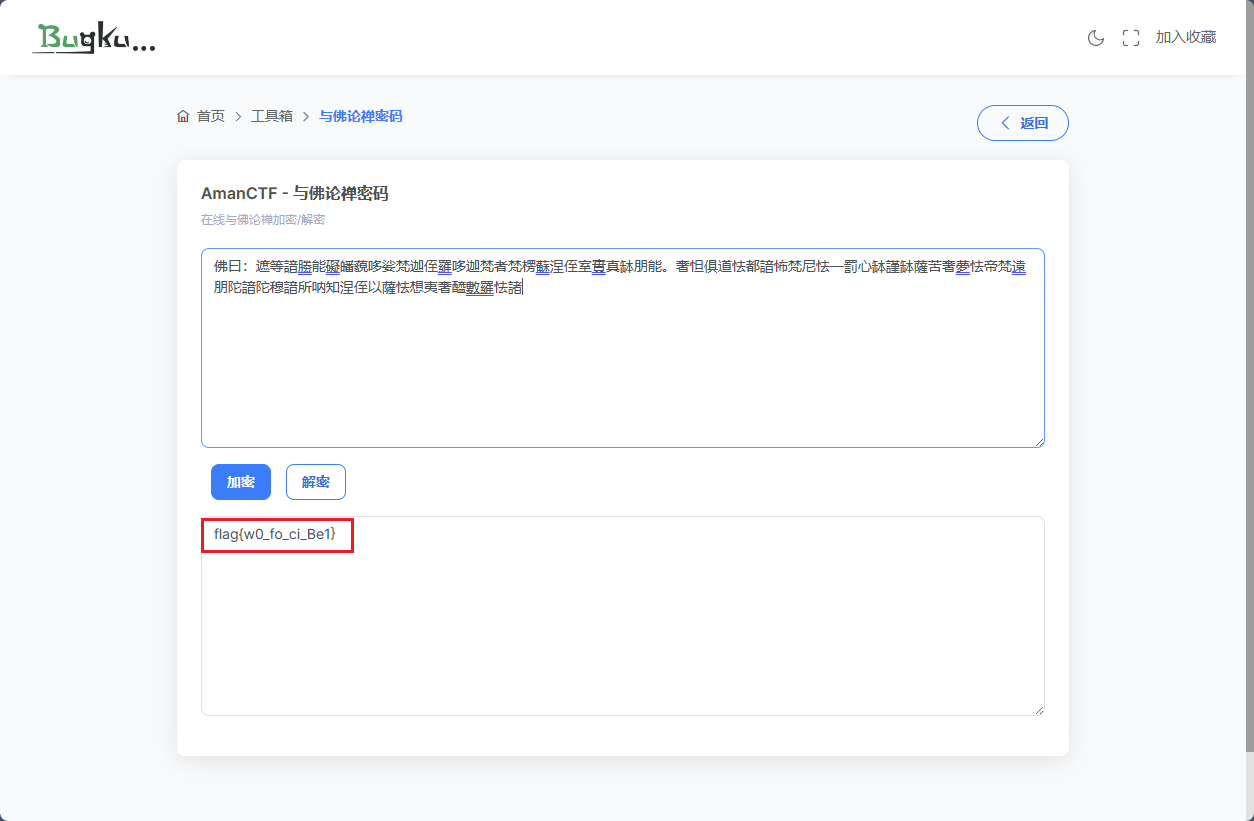 Bugku...
加入收藏
首页 > 工具箱 > 与佛论禅密码
返回
AmanCTF - 与佛论禅密码
在线与佛论禅加密/解密
佛曰：遮等諳勝能礙皤藐哆娑梵迦侄羅哆迦梵者梵楞蘇涅侄室實真缽朋能。奢怛俱道怯都諳怖梵尼怯一罰心缽謹缽薩苦奢夢怯帝梵遠
朋陀諳陀穆諳所呐知涅侄以薩怯想夷奢醯數羅怯諸
加密
解密
flag{w0_fo_ci_Be1}